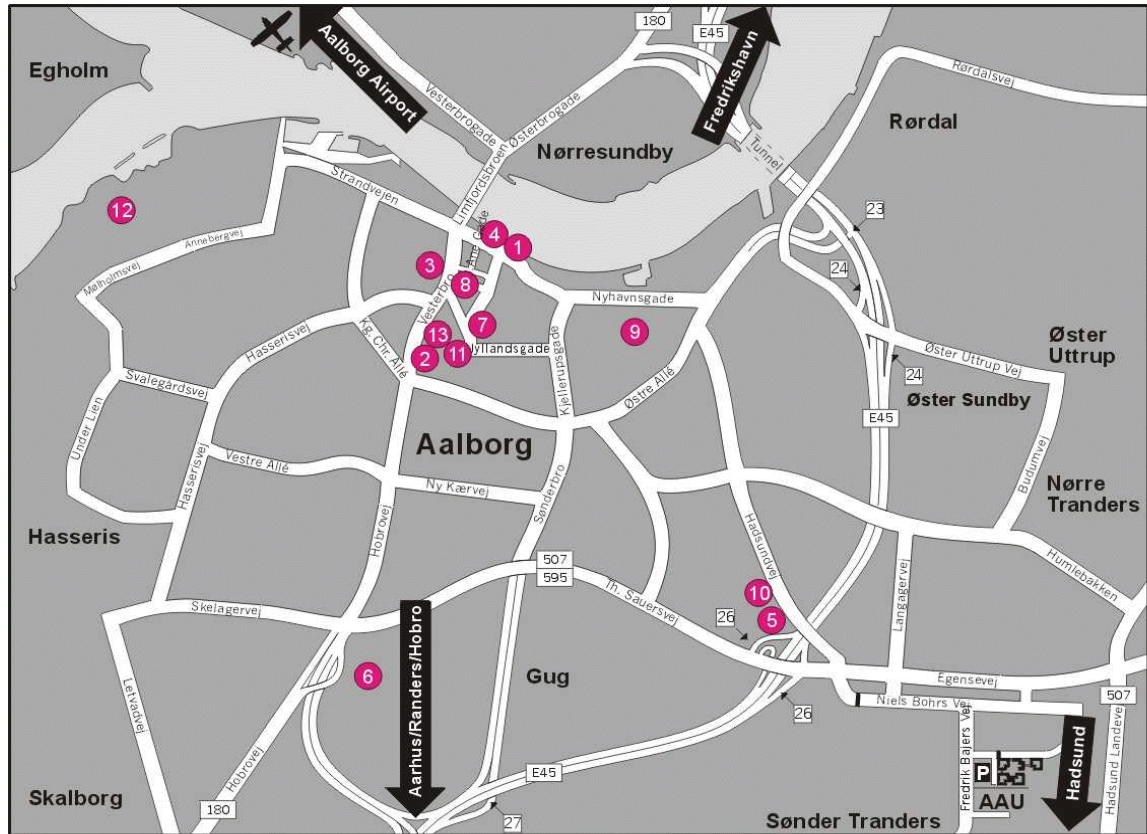 180
E45
Egholm
Aalborg Airport
Fredrikshavn
Rørdalsvej
Rørdal
Vesterbrogade
Østerbrogade
Nørresundby
Tunnel
Limfjordsbroen
Strandvejen
12
23
Annebergvej
4
1
Mølholmsvej
3
24
8
Vesterbro
Nyhavnsgade
Hasserisvej
Kg. Chr. Allé
7
9
13
2
11
Jyllandsgade
Kjellerupsgade
Østre Allé
Øster Uttrup Vej
Øster
Uttrup
24
Svalegårdsvej
Øster Sundby
Under Lien
E45
Aalborg
Budumvej
Vestre Allé
Hasserisvej
Ny Kærvej
Sønderbro
Nørre
Tranders
Hasseris
Hobrovej
Hadsundvej
507
595
Humlebakken
Th. Sauersvej
Langagervej
10
5
Skelagervej
26
Aarhus/Randers/Hobro
6
Gug
Egensevej
Letvadvej
26
Niels Bohrs Vej
507
Hobrovej
Fredrik Bajers Vej
Hadsund Landevej
Hadsund
E45
P
AAU
Skalborg
180
27
Sønder Tranders